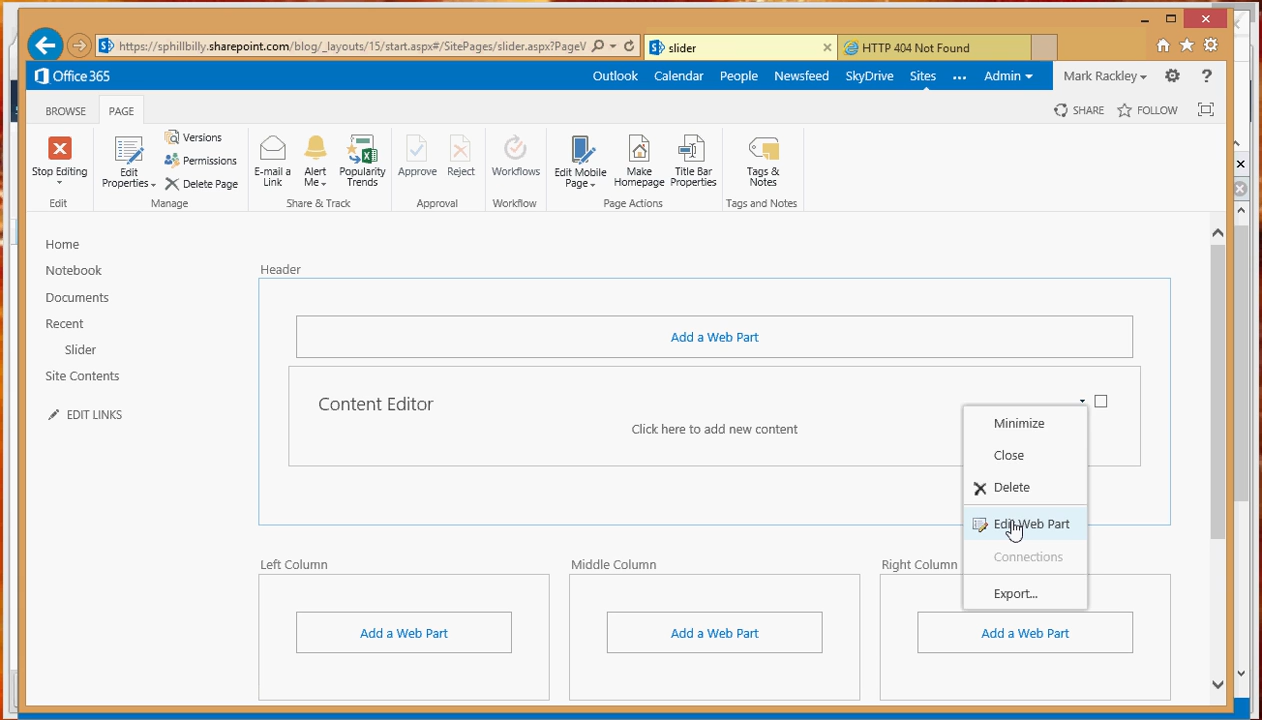 https://sphillbilly.sharepoint.com/blog/_layouts/15/start.aspx#/SitePages/slider.aspx?PageV
slider
HTTP 404 Not Found
Office 365
Outlook
Calendar
People
Newsfeed
SkyDrive
Sites
...
Admin
Mark Rackley
?
BROWSE
PAGE
SHARE
FOLLOW
Stop Editing
Edit
Properties
Versions
Permissions
Delete Page
E-mail a
Link
Alert
Me
Popularity
Trends
Approve
Reject
Workflows
Edit Mobile
Page
Make
Homepage
Title Bar
Properties
Tags &
Notes
Edit
Manage
Share & Track
Approval
Workflow
Page Actions
Tags and Notes
Home
Notebook
Documents
Recent
Slider
Site Contents
EDIT LINKS
Header
Add a Web Part
Content Editor
Click here to add new content
Minimize
Close
Delete
Edit Web Part
Connections
Export...
Left Column
Middle Column
Right Column
Add a Web Part
Add a Web Part
Add a Web Part